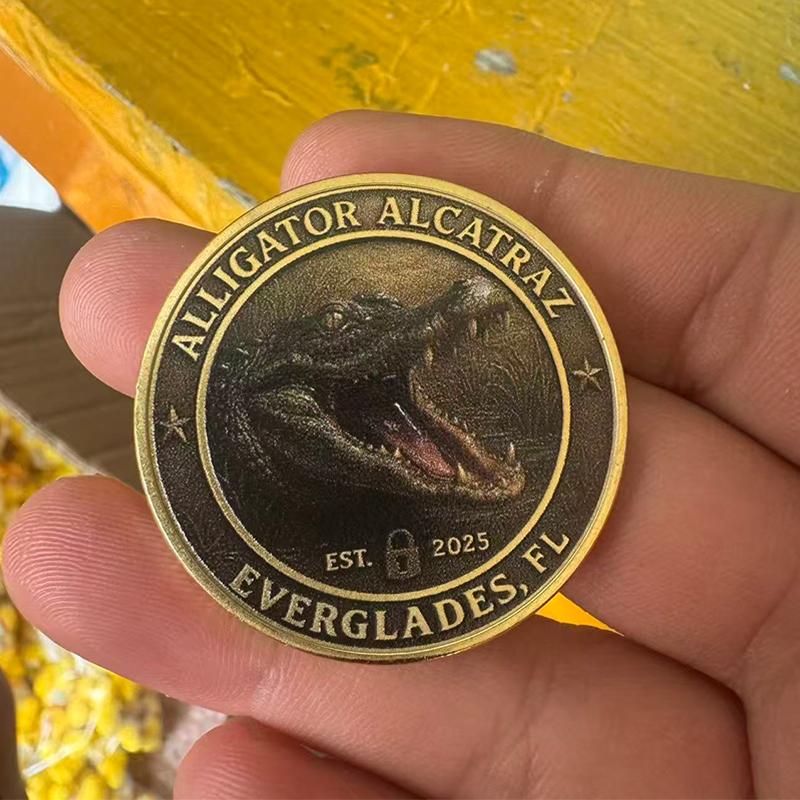 ALLIGATOR ALCATRAZ
EST. 2025
EVERGLADES, FL